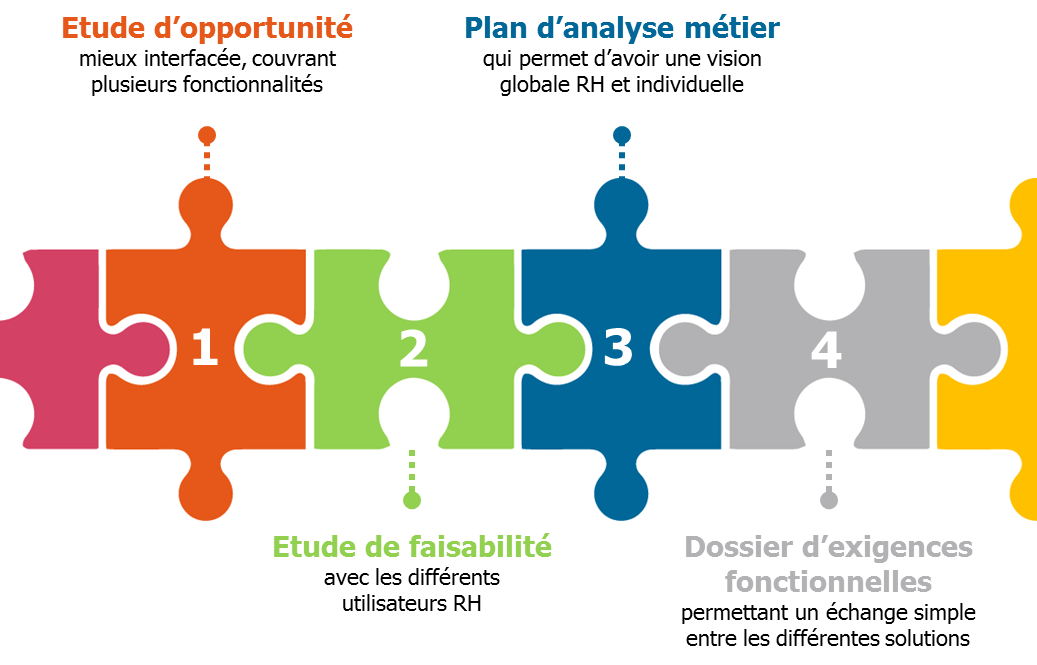 Etude d’opportunité
mieux interfacée, couvrant
plusieurs fonctionnalités
Plan d’analyse métier
qui permet d’avoir une vision
globale RH et individuelle
1
2
3
4
Etude de faisabilité
avec les différents
utilisateurs RH
Dossier d’exigences
fonctionnelles
permettant un échange simple
entre les différentes solutions